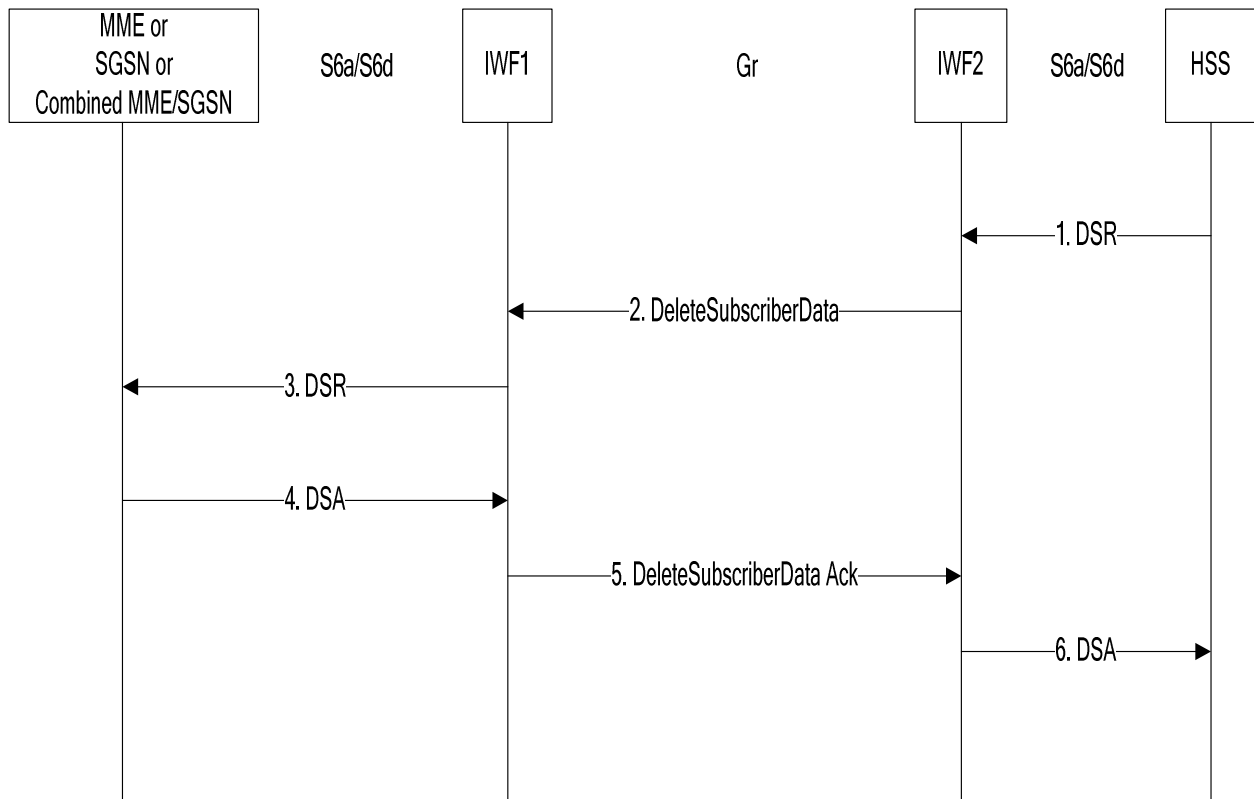 MME or
SGSN or
Combined MME/SGSN
S6a/S6d
IWF1
Gr
IWF2
S6a/S6d
HSS
1. DSR
2. DeleteSubscriberData
3. DSR
4. DSA
5. DeleteSubscriberData Ack
6. DSA